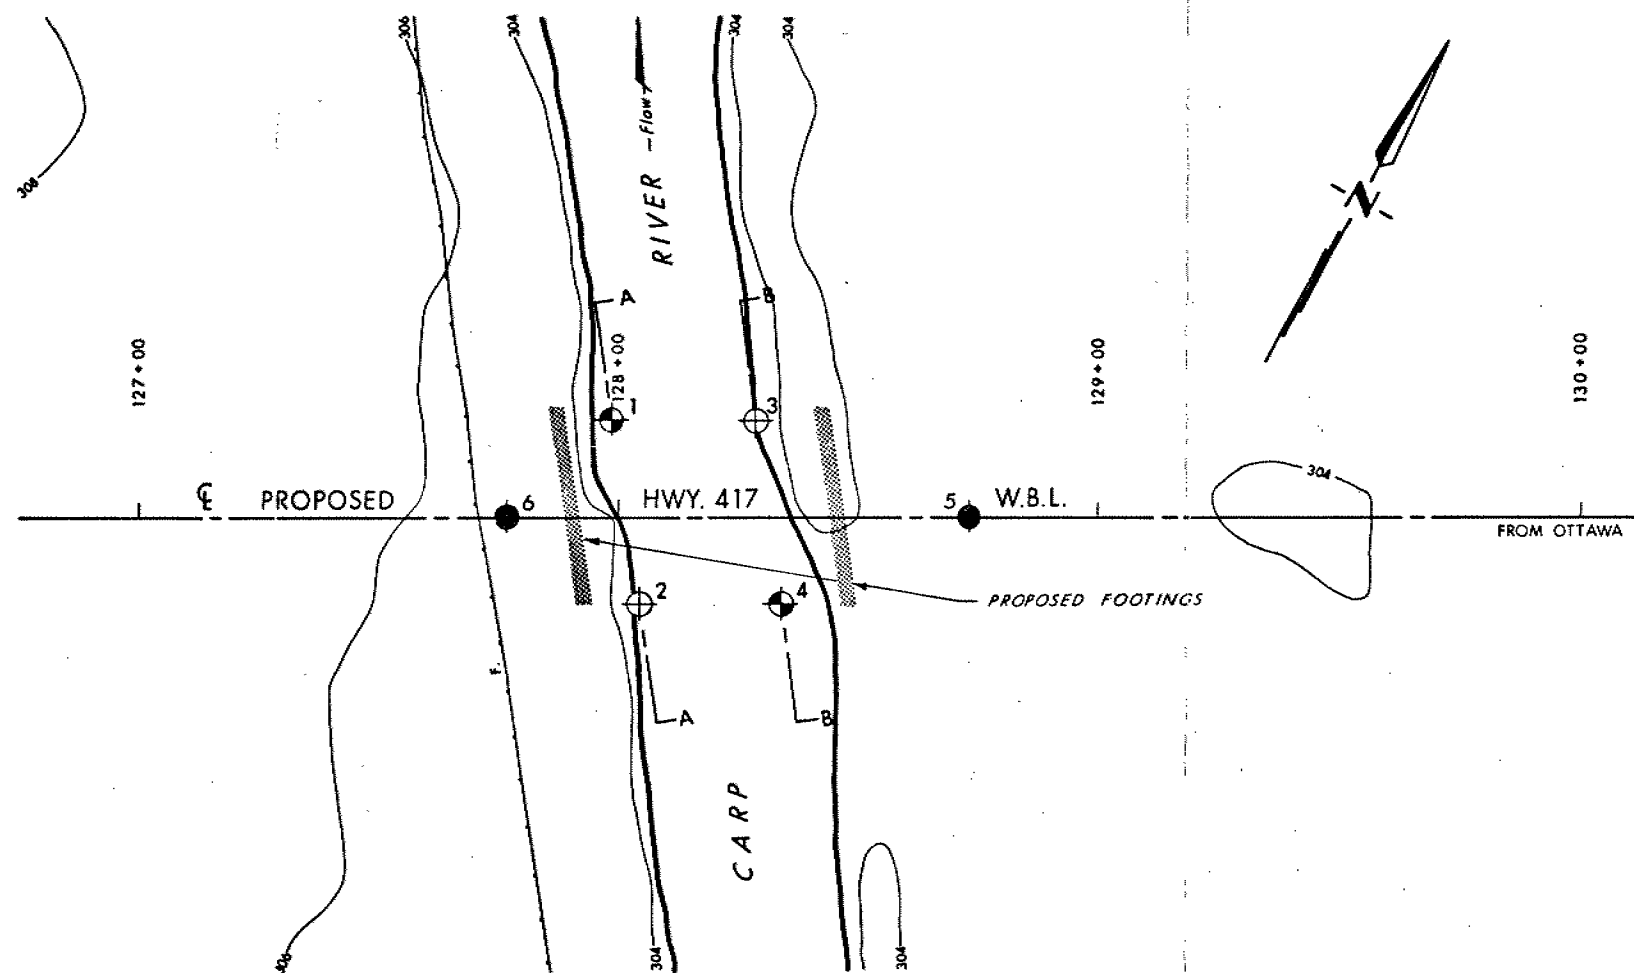 306
304
304
304
308
RIVER
Flow
N
A
B
127+00
128+00
129+00
130+00
1
3
℄ PROPOSED HWY. 417 W.B.L.
6
5
304
FROM OTTAWA
2
4
PROPOSED FOOTINGS
F.
A
B
CARP
306
304
304